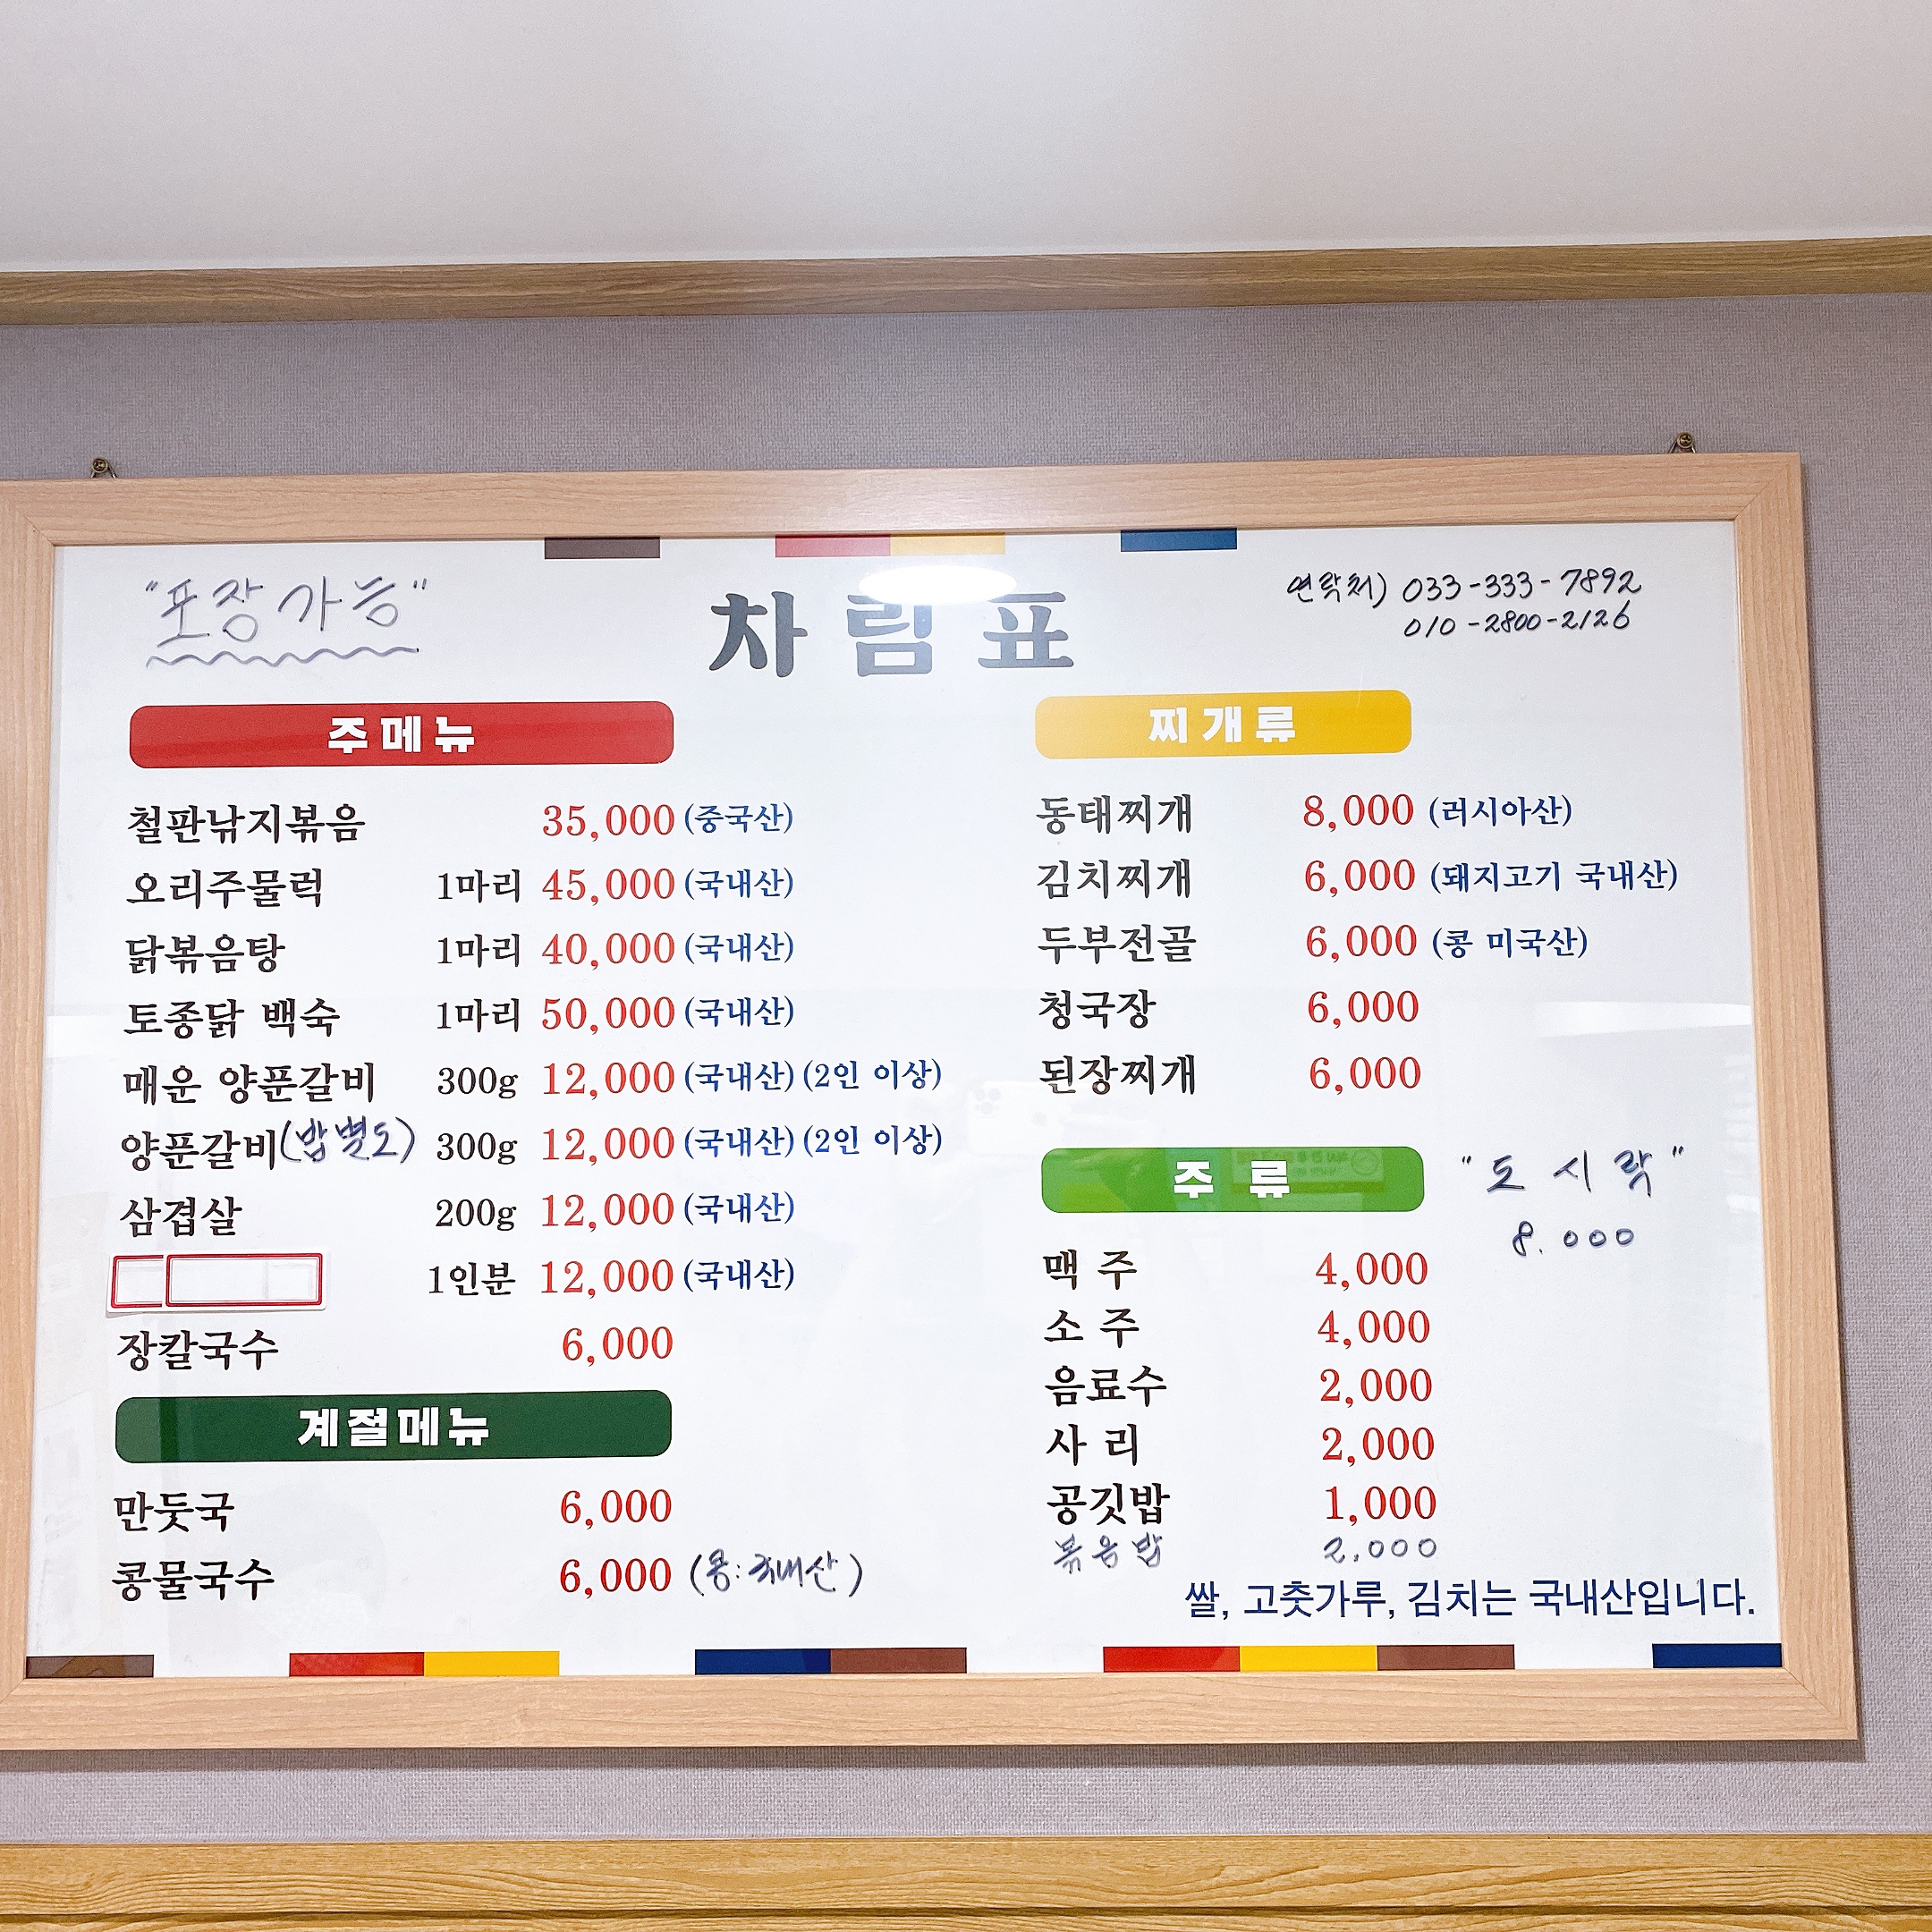 "포장가능"
차림표
연락처) 033-333-7892
010-2800-2126
주메뉴
철판낚지볶음 35,000 (중국산)
오리주물럭 1마리 45,000 (국내산)
닭볶음탕 1마리 40,000 (국내산)
토종닭 백숙 1마리 50,000 (국내산)
매운 양푼갈비 300g 12,000 (국내산) (2인 이상)
양푼갈비(밥별도) 300g 12,000 (국내산) (2인 이상)
삼겹살 200g 12,000 (국내산)
1인분 12,000 (국내산)
장칼국수 6,000
계절메뉴
만둣국 6,000
콩물국수 6,000 (콩:국내산)
찌개류
동태찌개 8,000 (러시아산)
김치찌개 6,000 (돼지고기 국내산)
두부전골 6,000 (콩 미국산)
청국장 6,000
된장찌개 6,000
주류
맥주 4,000
소주 4,000
음료수 2,000
사리 2,000
공깃밥 1,000
볶음밥 2.000
"도시락"
8.000
쌀, 고춧가루, 김치는 국내산입니다.